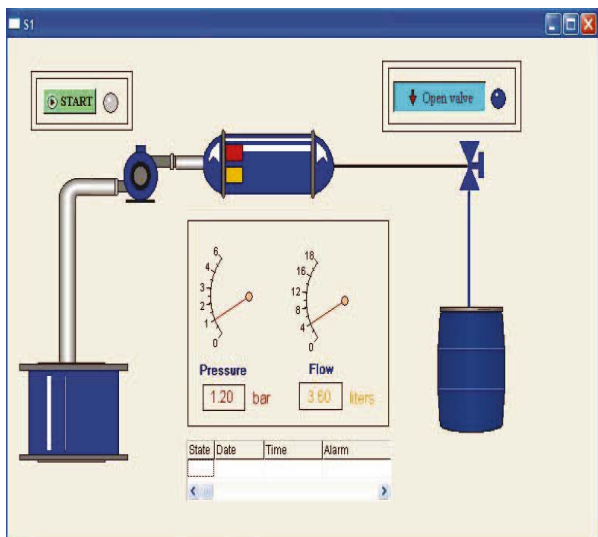 S1
START
Open valve
6
4
3
2
1
0
18
16
12
8
4
0
Pressure
Flow
1.20 bar
3.60 liters
State Date Time Alarm